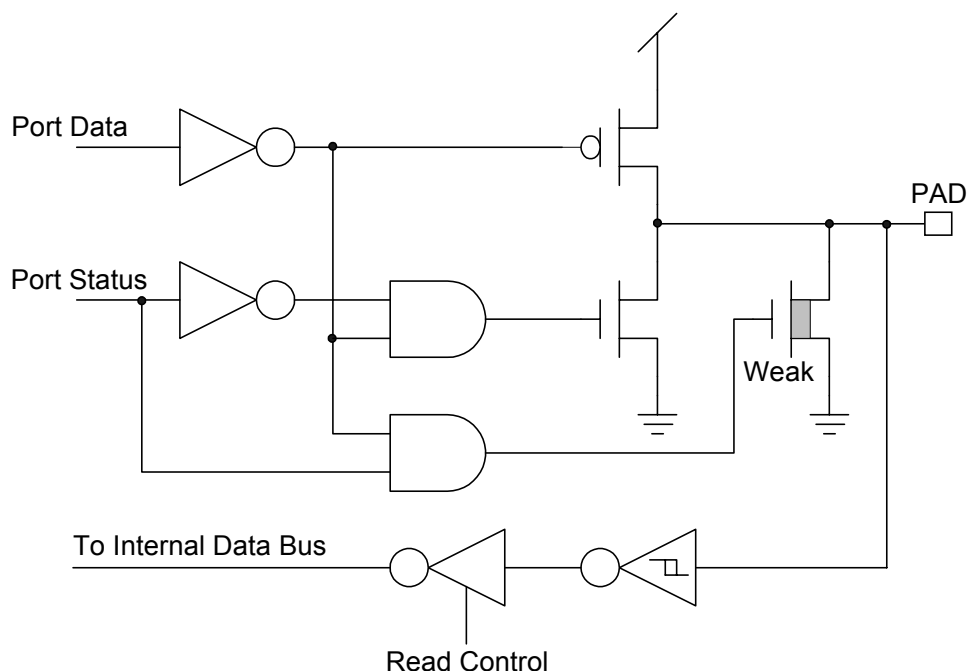 Port Data
PAD
Port Status
Weak
To Internal Data Bus
Read Control